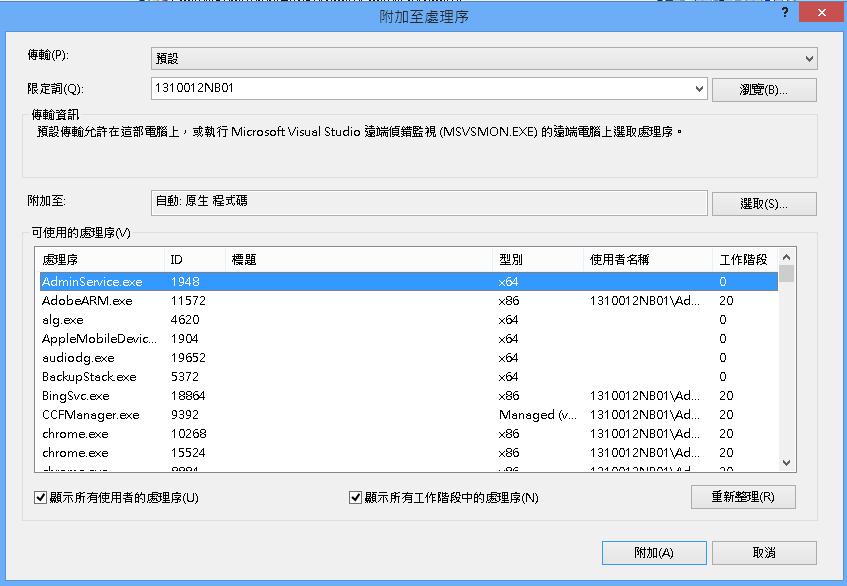 附加至處理序
?
傳輸(P):
預設
限定詞(Q):
1310012NB01
瀏覽(B)...
傳輸資訊
預設傳輸允許在這部電腦上，或執行 Microsoft Visual Studio 遠端偵錯監視 (MSVSMON.EXE) 的遠端電腦上選取處理序。
附加至:
自動: 原生 程式碼
選取(S)...
可使用的處理序(V)
處理序 ID 標題 型別 使用者名稱 工作階段
AdminService.exe 1948 x64 0
AdobeARM.exe 11572 x86 1310012NB01\Ad... 20
alg.exe 4620 x64 0
AppleMobileDevic... 1904 x64 0
audiodg.exe 19652 x64 0
BackupStack.exe 5372 x64 0
BingSvc.exe 18864 x86 1310012NB01\Ad... 20
CCFManager.exe 9392 Managed (v... 1310012NB01\Ad... 20
chrome.exe 10268 x86 1310012NB01\Ad... 20
chrome.exe 15524 x86 1310012NB01\Ad... 20
顯示所有使用者的處理序(U)
顯示所有工作階段中的處理序(N)
重新整理(R)
附加(A)
取消